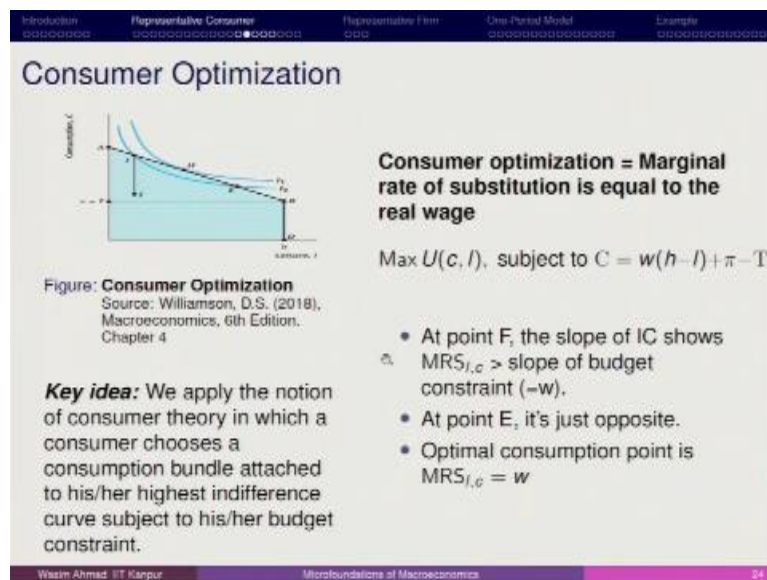 Introduction
Representative Consumer
Representative Firm
One-Period Model
Example
Consumer Optimization
Consumption, C
Figure: Consumer Optimization
Source: Williamson, D.S. (2018),
Macroeconomics, 6th Edition.
Chapter 4
Key idea: We apply the notion
of consumer theory in which a
consumer chooses a
consumption bundle attached
to his/her highest indifference
curve subject to his/her budget
constraint.
Consumer optimization = Marginal
rate of substitution is equal to the
real wage
Max U(c, l), subject to C = w(h−l)+π−T
• At point F, the slope of IC shows
MRS_{l,c} > slope of budget
constraint (−w).
• At point E, it's just opposite.
• Optimal consumption point is
MRS_{l,c} = w
Wasim Ahmad IIT Kanpur
Microfoundations of Macroeconomics
24